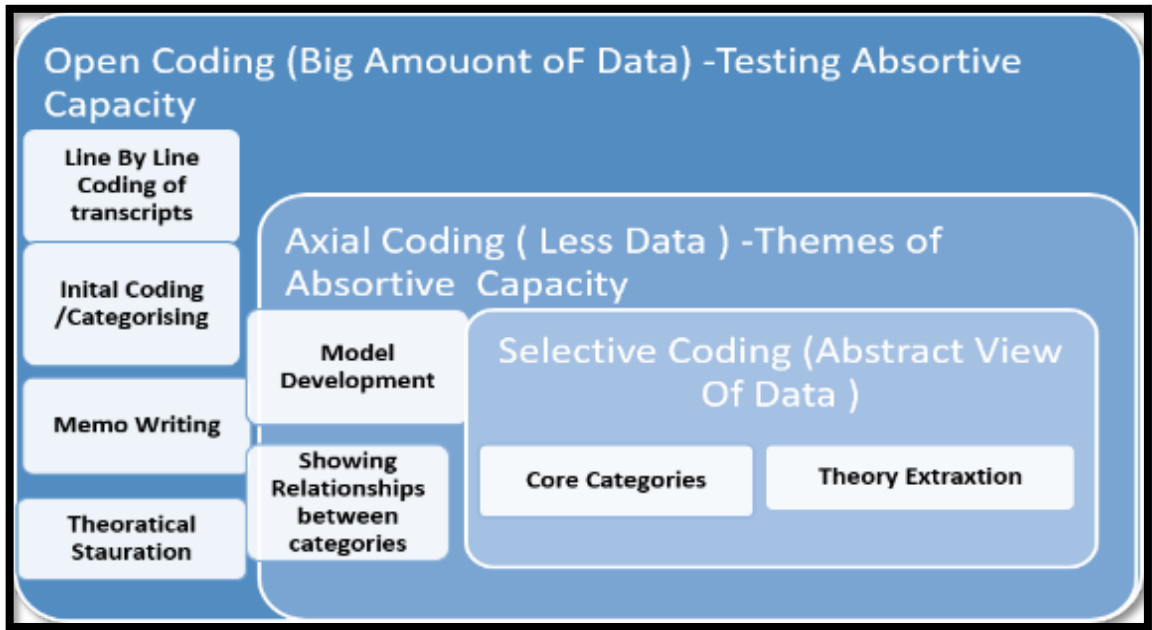 Open Coding (Big Amouont oF Data) -Testing Absortive
Capacity
Line By Line
Coding of
transcripts
Inital Coding
/Categorising
Memo Writing
Theoratical
Stauration
Axial Coding ( Less Data ) -Themes of
Absortive Capacity
Model
Development
Showing
Relationships
between
categories
Selective Coding (Abstract View
Of Data )
Core Categories
Theory Extraxtion